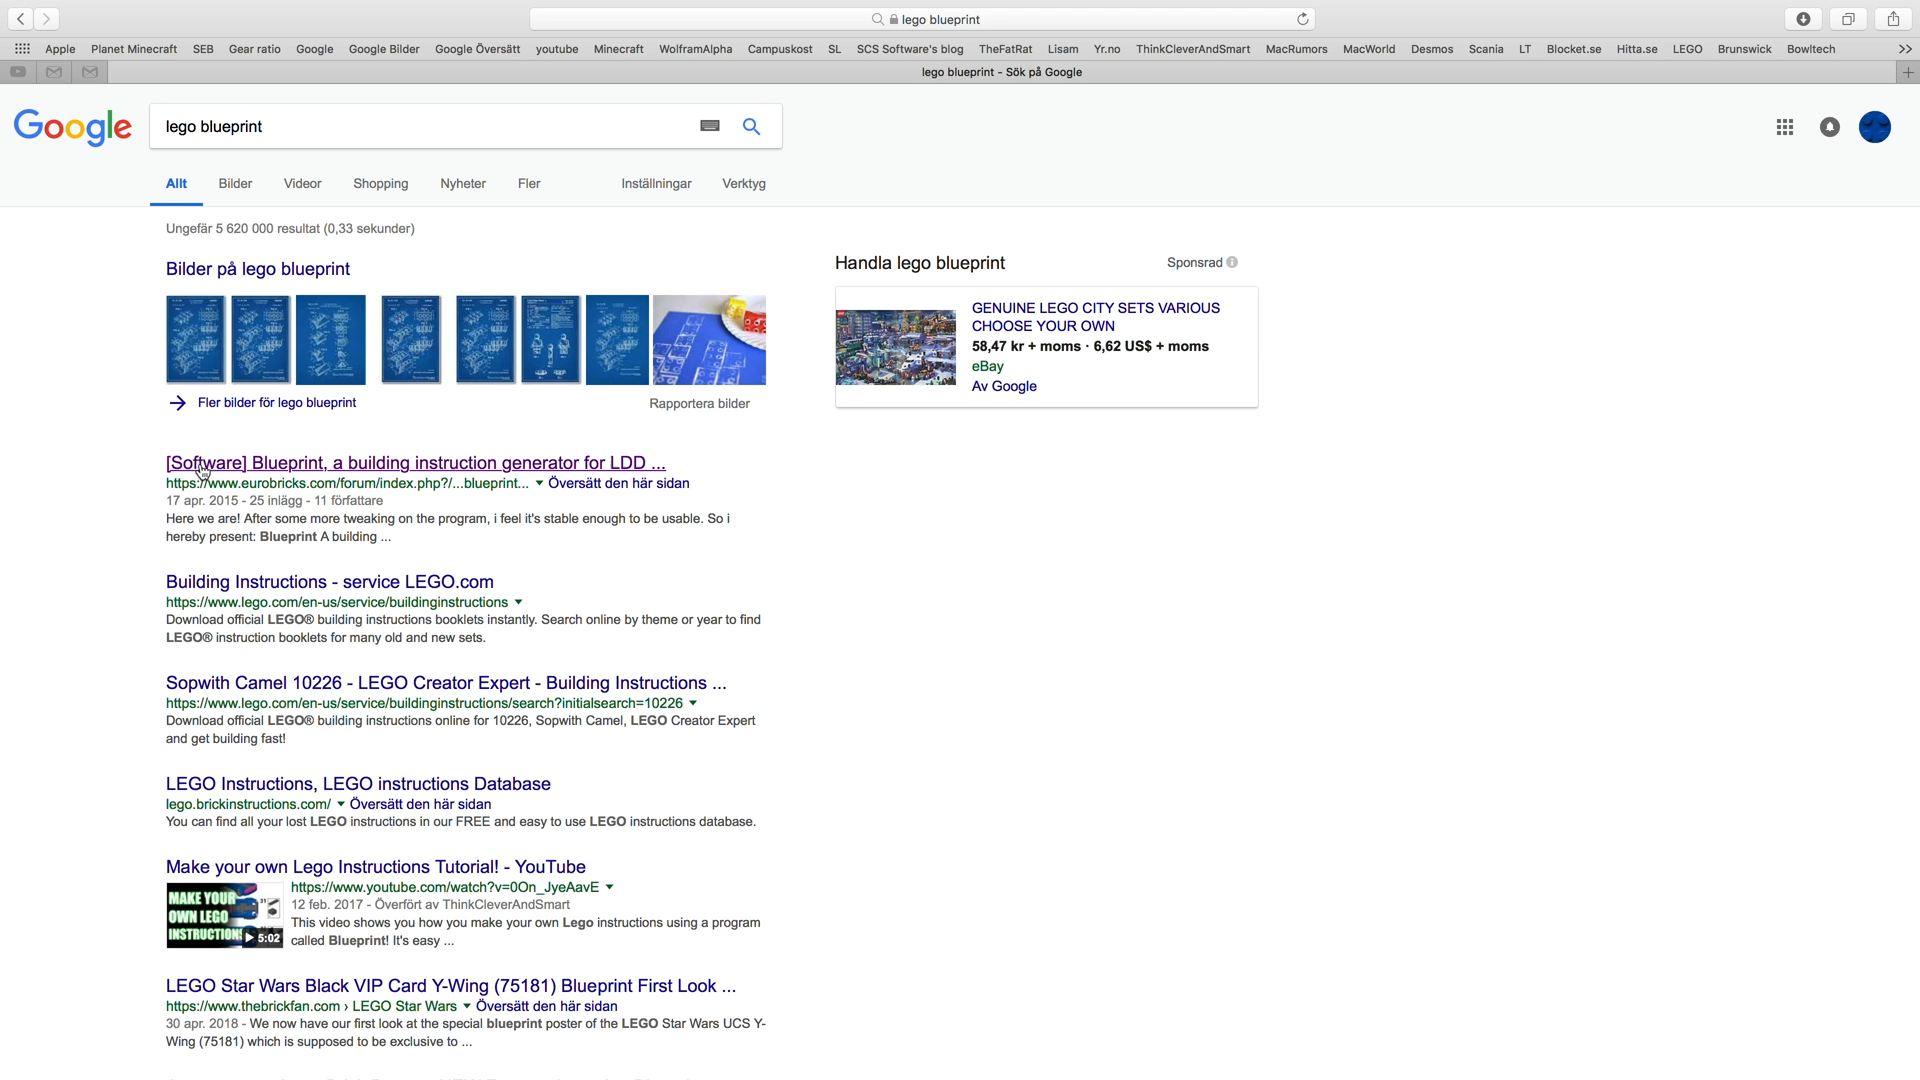 lego blueprint
Apple Planet Minecraft SEB Gear ratio Google Google Bilder Google Översätt youtube Minecraft WolframAlpha Campuskost SL SCS Software's blog TheFatRat Lisam Yr.no ThinkCleverAndSmart MacRumors MacWorld Desmos Scania LT Blocket.se Hitta.se LEGO Brunswick Bowltech
lego blueprint - Sök på Google
Google
lego blueprint
Allt Bilder Videor Shopping Nyheter Fler Inställningar Verktyg
Ungefär 5 620 000 resultat (0,33 sekunder)
Bilder på lego blueprint
Fler bilder för lego blueprint
Rapportera bilder
Handla lego blueprint
Sponsrad
GENUINE LEGO CITY SETS VARIOUS
CHOOSE YOUR OWN
58,47 kr + moms · 6,62 US$ + moms
eBay
Av Google
[Software] Blueprint, a building instruction generator for LDD ...
https://www.eurobricks.com/forum/index.php?/...blueprint... Översätt den här sidan
17 apr. 2015 - 25 inlägg - 11 författare
Here we are! After some more tweaking on the program, i feel it's stable enough to be usable. So i
hereby present: Blueprint A building ...
Building Instructions - service LEGO.com
https://www.lego.com/en-us/service/buildinginstructions
Download official LEGO® building instructions booklets instantly. Search online by theme or year to find
LEGO® instruction booklets for many old and new sets.
Sopwith Camel 10226 - LEGO Creator Expert - Building Instructions ...
https://www.lego.com/en-us/service/buildinginstructions/search?initialsearch=10226
Download official LEGO® building instructions online for 10226, Sopwith Camel, LEGO Creator Expert
and get building fast!
LEGO Instructions, LEGO instructions Database
lego.brickinstructions.com/ Översätt den här sidan
You can find all your lost LEGO instructions in our FREE and easy to use LEGO instructions database.
Make your own Lego Instructions Tutorial! - YouTube
MAKE YOUR
OWN LEGO
INSTRUCTION
5:02
https://www.youtube.com/watch?v=0On_JyeAavE
12 feb. 2017 - Överfört av ThinkCleverAndSmart
This video shows you how you make your own Lego instructions using a program
called Blueprint! It's easy ...
LEGO Star Wars Black VIP Card Y-Wing (75181) Blueprint First Look ...
https://www.thebrickfan.com › LEGO Star Wars Översätt den här sidan
30 apr. 2018 - We now have our first look at the special blueprint poster of the LEGO Star Wars UCS Y-
Wing (75181) which is supposed to be exclusive to ...